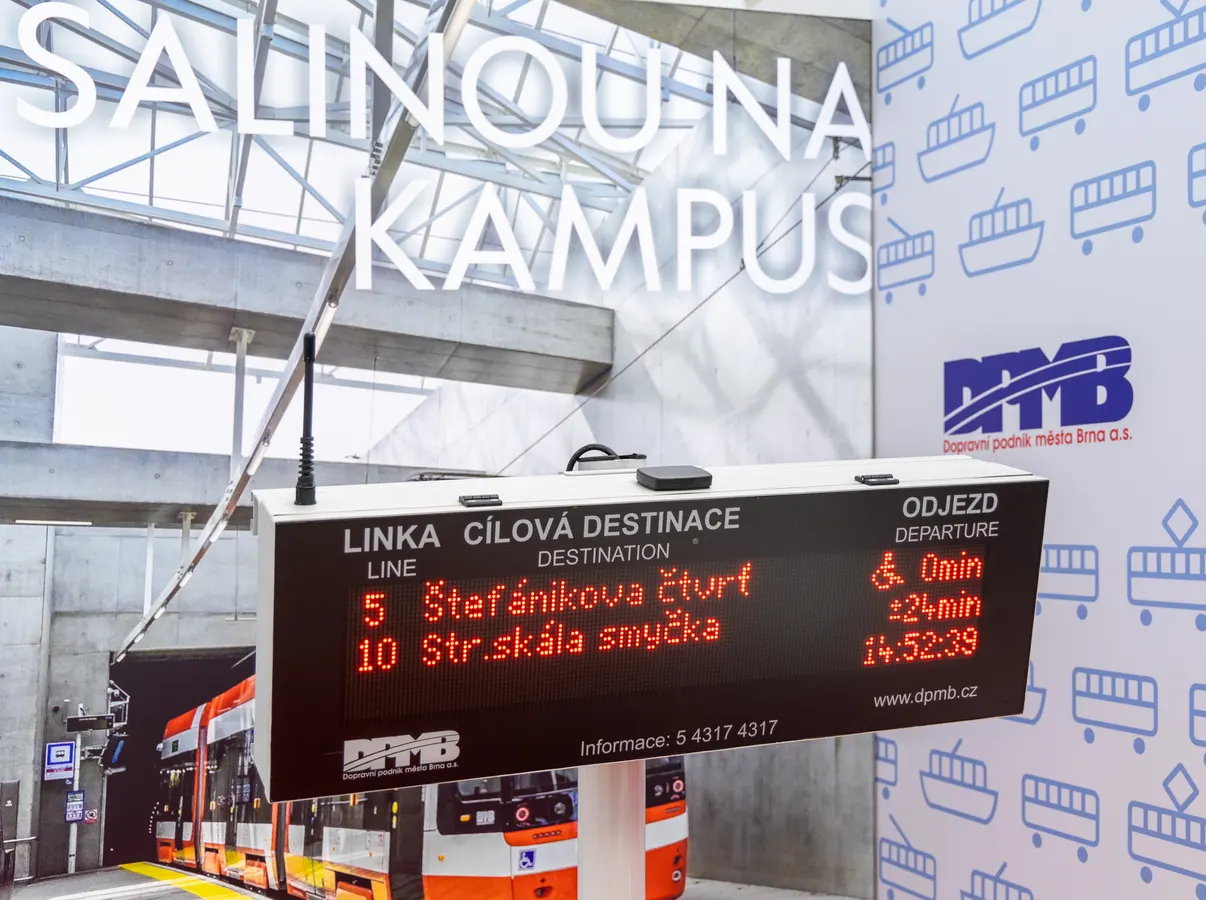 ŠALINOU NA
KAMPUS
DPMB
Dopravní podnik města Brna a.s.
LINKA CÍLOVÁ DESTINACE ODJEZD
LINE DESTINATION DEPARTURE
5 Štefánikova čtvrť 0min
10 Str.skála smyčka ±24min
14:52:39
www.dpmb.cz
DPMB
Dopravní podnik města Brna a.s.
Informace: 5 4317 4317